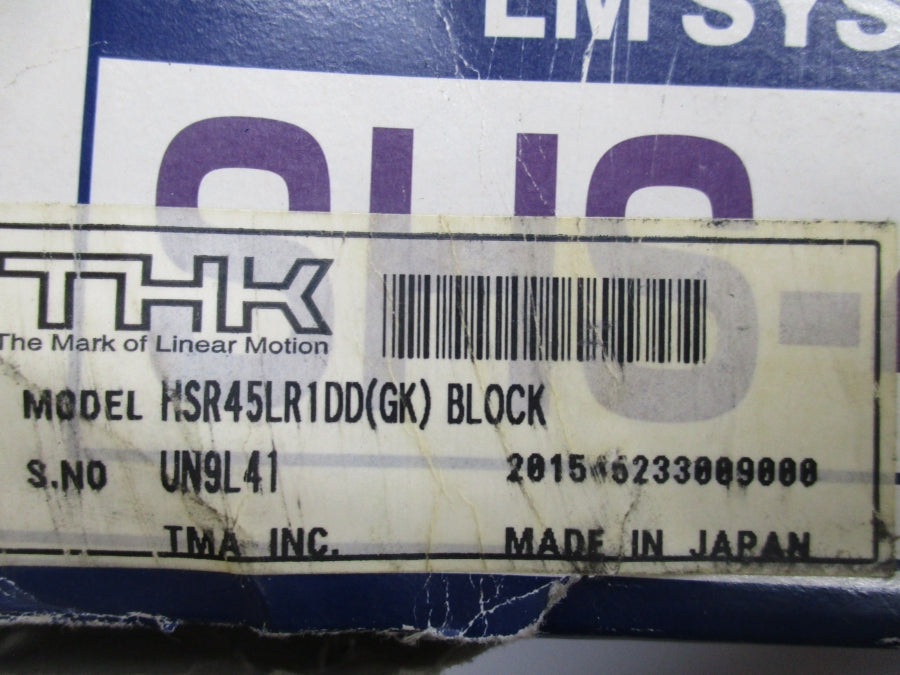 LM SYS
SHS-
THK
The Mark of Linear Motion
MODEL HSR45LR1DD(GK) BLOCK
S.NO UN9L41
TMA INC. MADE IN JAPAN